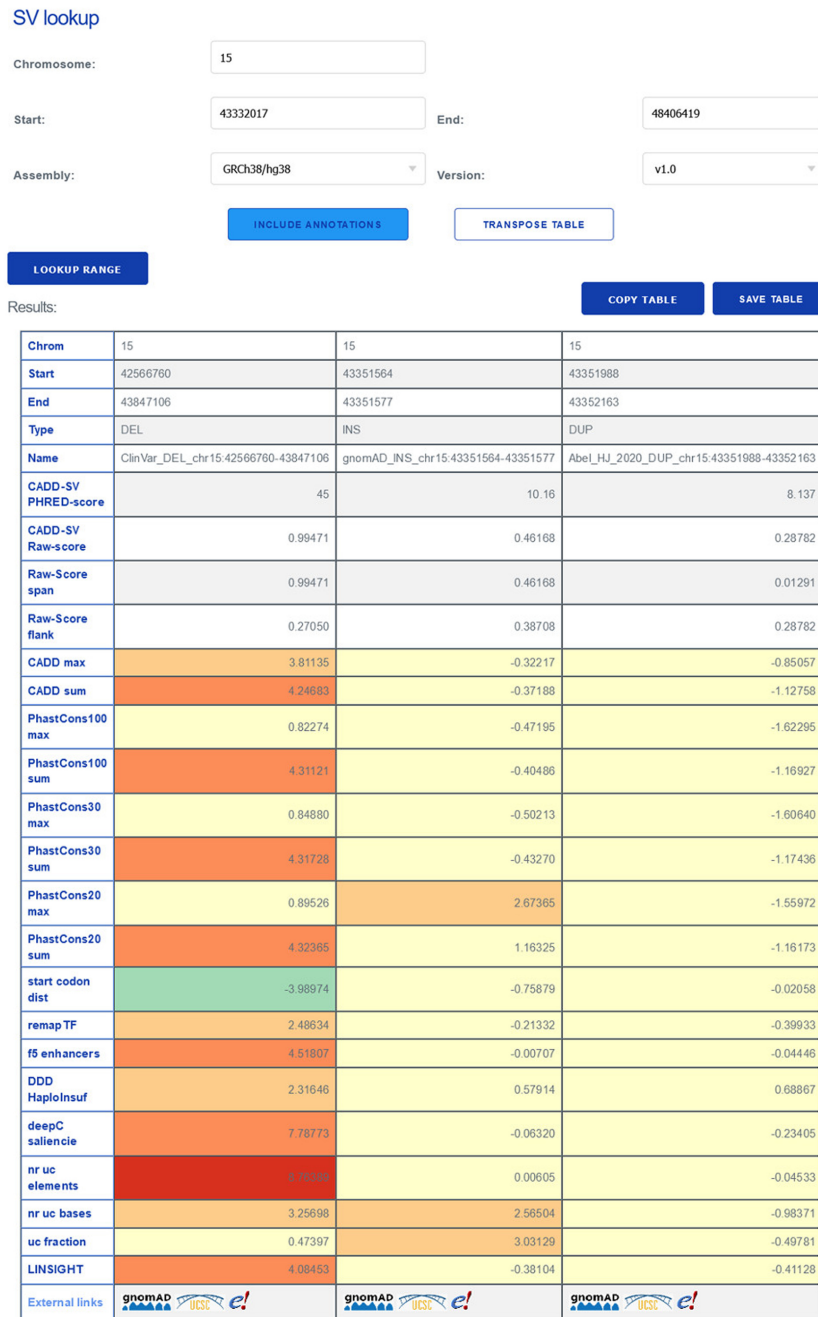 SV lookup
Chromosome: 15
Start: 43332017 End: 48406419
Assembly: GRCh38/hg38 Version: v1.0
INCLUDE ANNOTATIONS TRANSPOSE TABLE
LOOKUP RANGE
COPY TABLE SAVE TABLE
Results:
Chrom 15 15 15
Start 42566760 43351564 43351988
End 43847106 43351577 43352163
Type DEL INS DUP
Name ClinVar_DEL_chr15:42566760-43847106 gnomAD_INS_chr15:43351564-43351577 Abel_HJ_2020_DUP_chr15:43351988-43352163
CADD-SV
PHRED-score 45 10.16 8.137
CADD-SV
Raw-score 0.99471 0.46168 0.28782
Raw-Score
span 0.99471 0.46168 0.01291
Raw-Score
flank 0.27050 0.38708 0.28782
CADD max 3.81135 -0.32217 -0.85057
CADD sum 4.24683 -0.37188 -1.12758
PhastCons100
max 0.82274 -0.47195 -1.62295
PhastCons100
sum 4.31121 -0.40486 -1.16927
PhastCons30
max 0.84880 -0.50213 -1.60640
PhastCons30
sum 4.31728 -0.43270 -1.17436
PhastCons20
max 0.89526 2.67365 -1.55972
PhastCons20
sum 4.32365 1.16325 -1.16173
start codon
dist -3.98974 -0.75879 -0.02058
remap TF 2.48634 -0.21332 -0.39933
f5 enhancers 4.51807 -0.00707 -0.04446
DDD
HaploInsuf 2.31646 0.57914 0.68867
deepC
saliencie 7.78773 -0.06320 -0.23405
nr uc
elements 0.00605 -0.04533
nr uc bases 3.25698 2.56504 -0.98371
uc fraction 0.47397 3.03129 -0.49781
LINSIGHT 4.08453 -0.38104 -0.41128
External links gnomAD UCSC e! gnomAD UCSC e! gnomAD UCSC e!